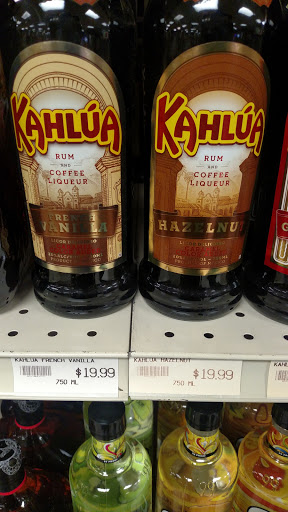 KAHLÚA
RUM
AND
COFFEE
LIQUEUR
FRENCH
VANILLA
KAHLÚA
RUM
AND
COFFEE
LIQUEUR
HAZELNUT
KAHLUA FRENCH VANILLA
$19.99
750 ML
KAHLUA HAZELNUT
$19.99
750 ML